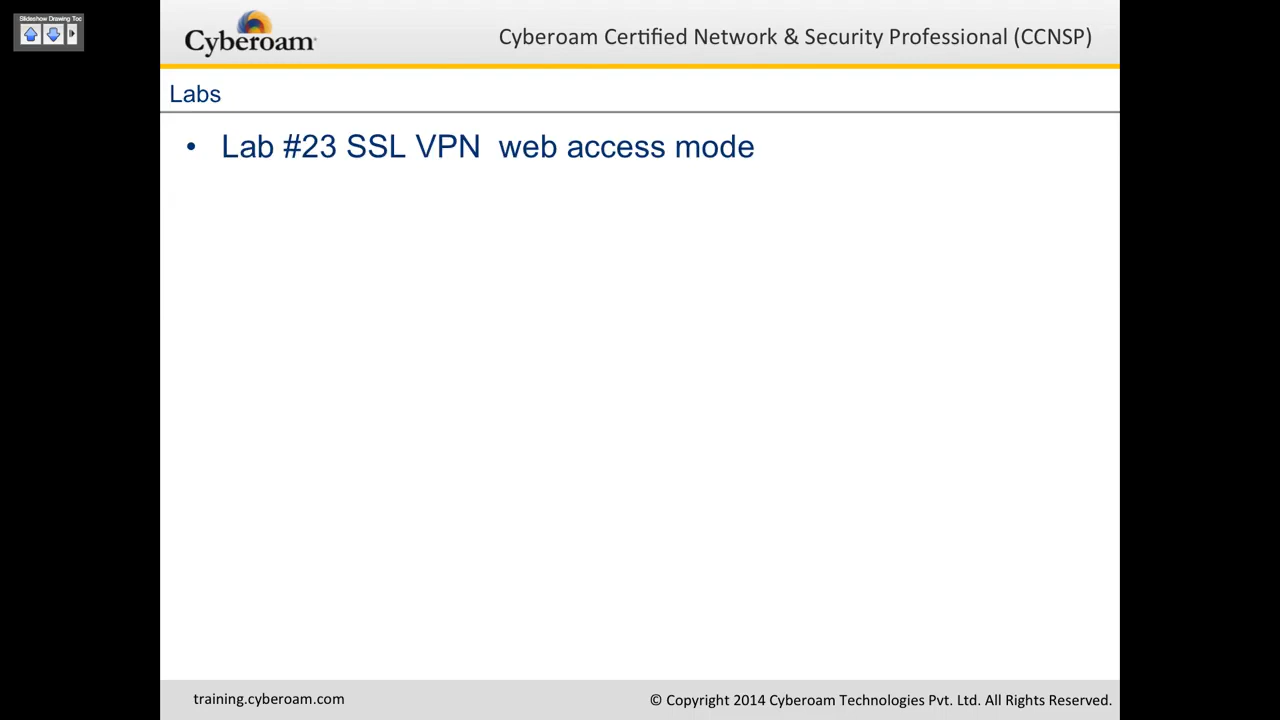 Slideshow Drawing Toc
Cyberoam
Cyberoam Certified Network & Security Professional (CCNSP)
Labs
• Lab #23 SSL VPN  web access mode
training.cyberoam.com
© Copyright 2014 Cyberoam Technologies Pvt. Ltd. All Rights Reserved.